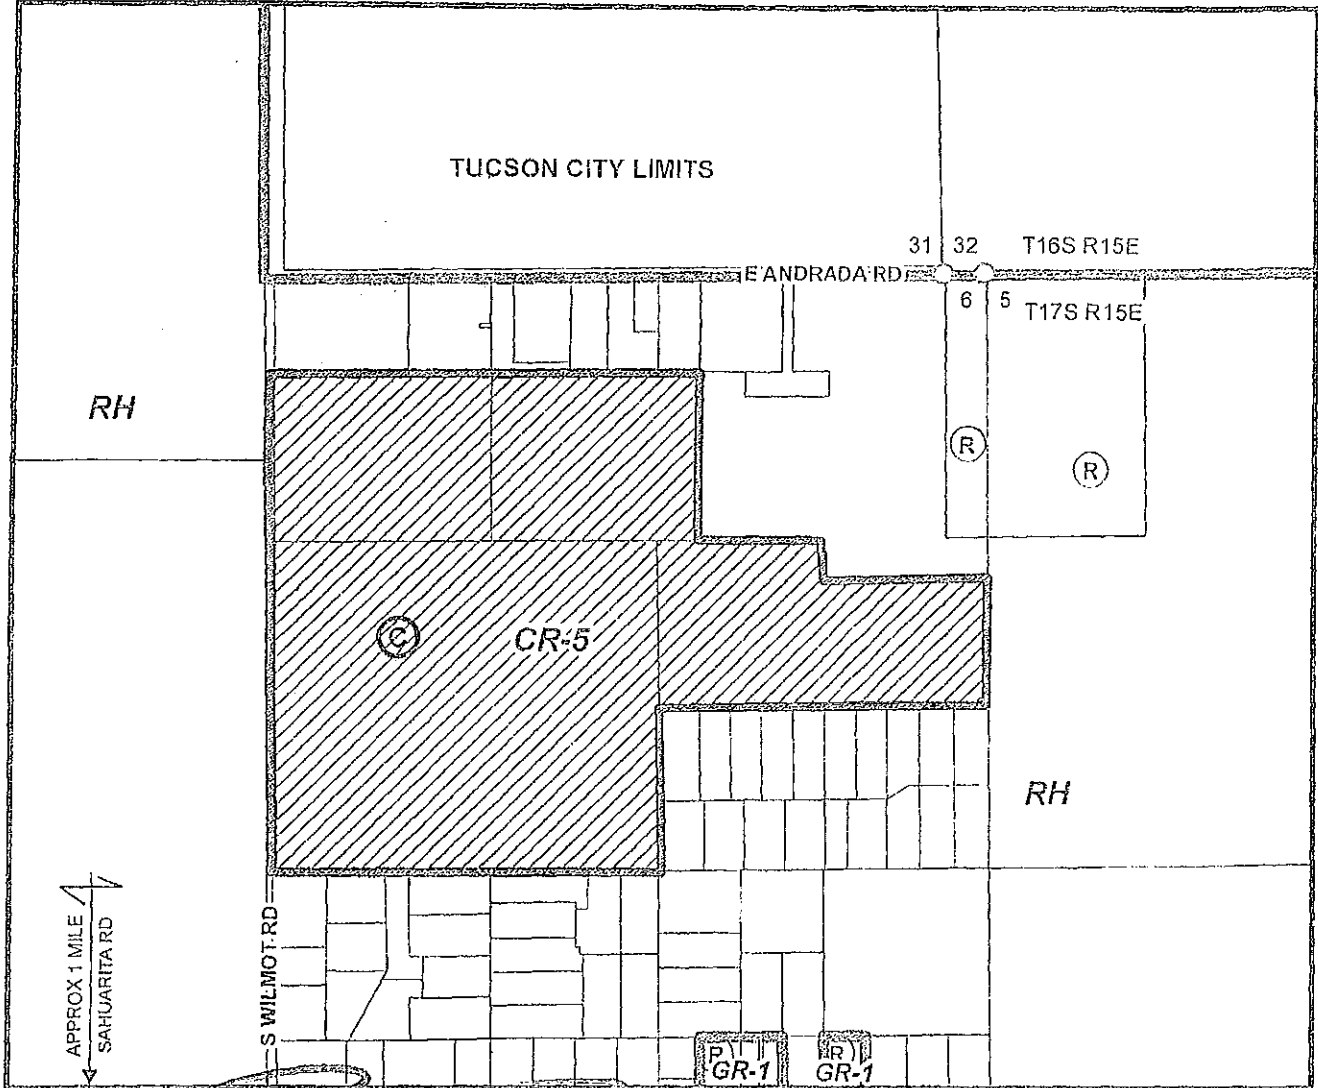 TUCSON CITY LIMITS
31 32 T16S R15E
E ANDRADA RD
6 5 T17S R15E
RH
R
R
C
CR-5
RH
APPROX 1 MILE
SAHUARITA RD
S WILMOT RD
R
GR-1
R
GR-1